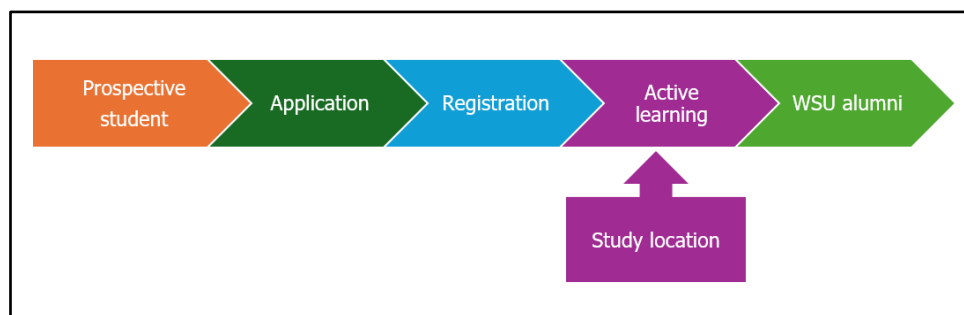 Prospective
student
Application
Registration
Active
learning
WSU alumni
Study location